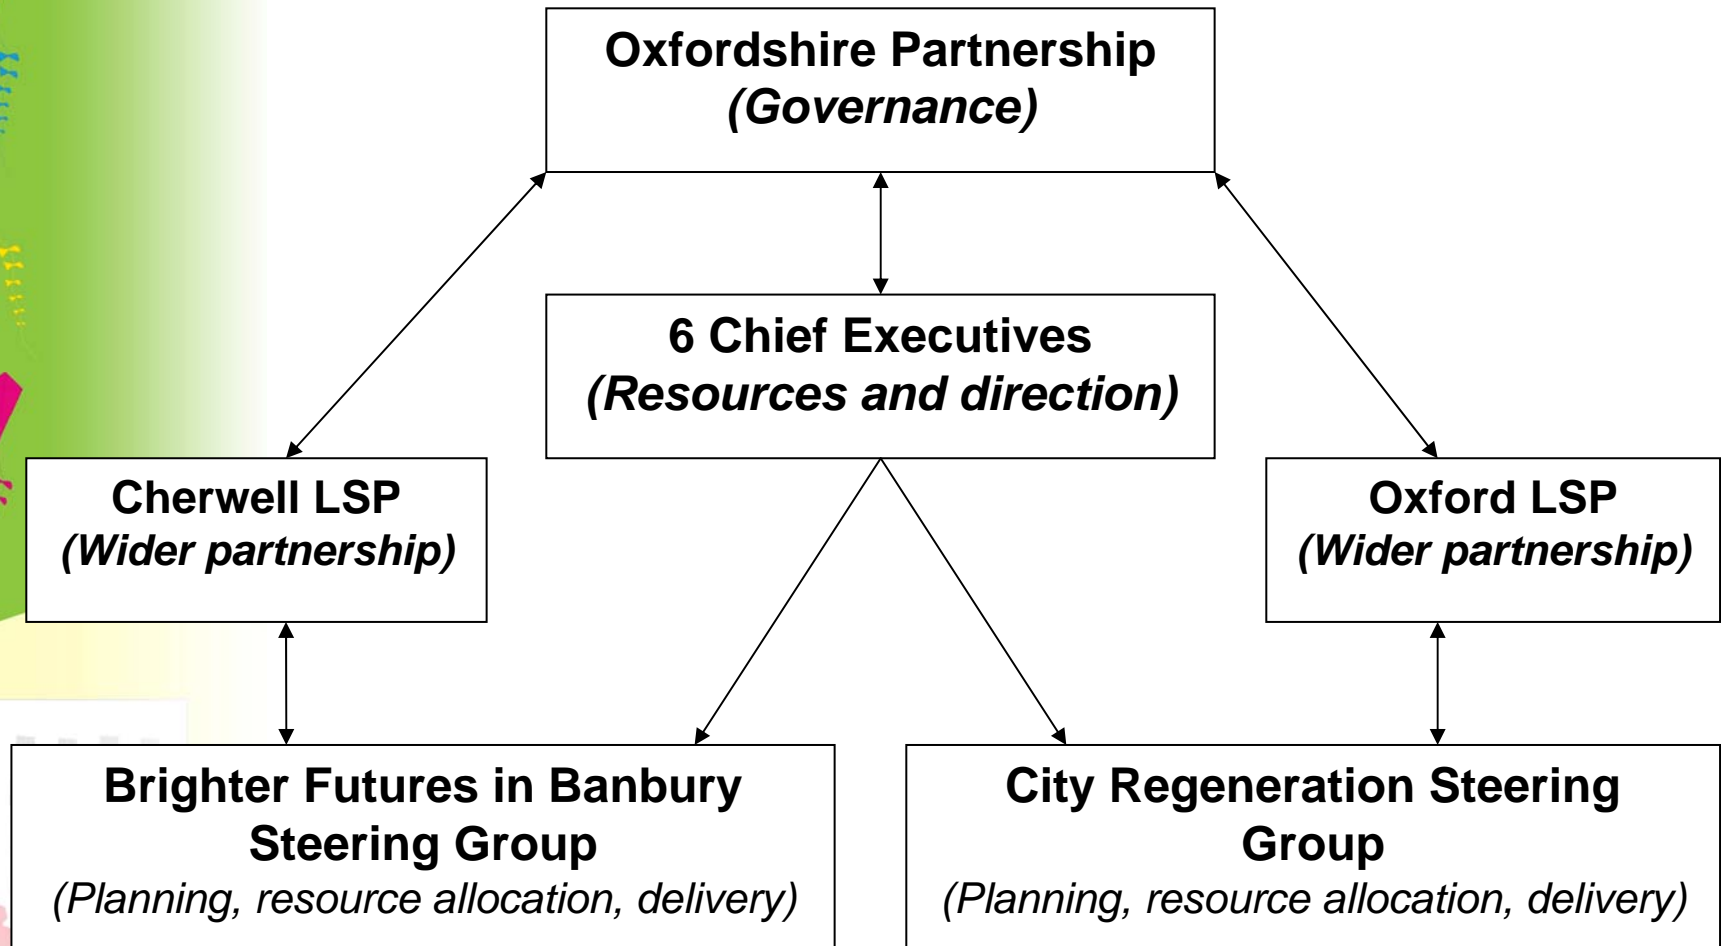 Oxfordshire Partnership
(Governance)
6 Chief Executives
(Resources and direction)
Cherwell LSP
(Wider partnership)
Oxford LSP
(Wider partnership)
Brighter Futures in Banbury
Steering Group
(Planning, resource allocation, delivery)
City Regeneration Steering
Group
(Planning, resource allocation, delivery)